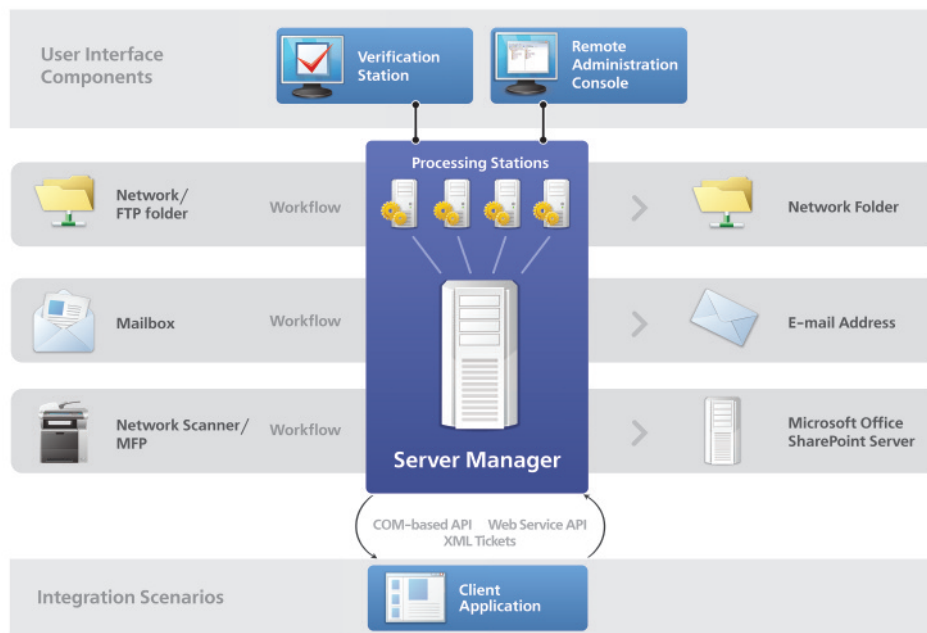 User Interface
Components
Verification
Station
Remote
Administration
Console
Processing Stations
Network/
FTP folder
Workflow
Network Folder
Mailbox
Workflow
E-mail Address
Network Scanner/
MFP
Workflow
Microsoft Office
SharePoint Server
Server Manager
COM-based API Web Service API
XML Tickets
Integration Scenarios
Client
Application